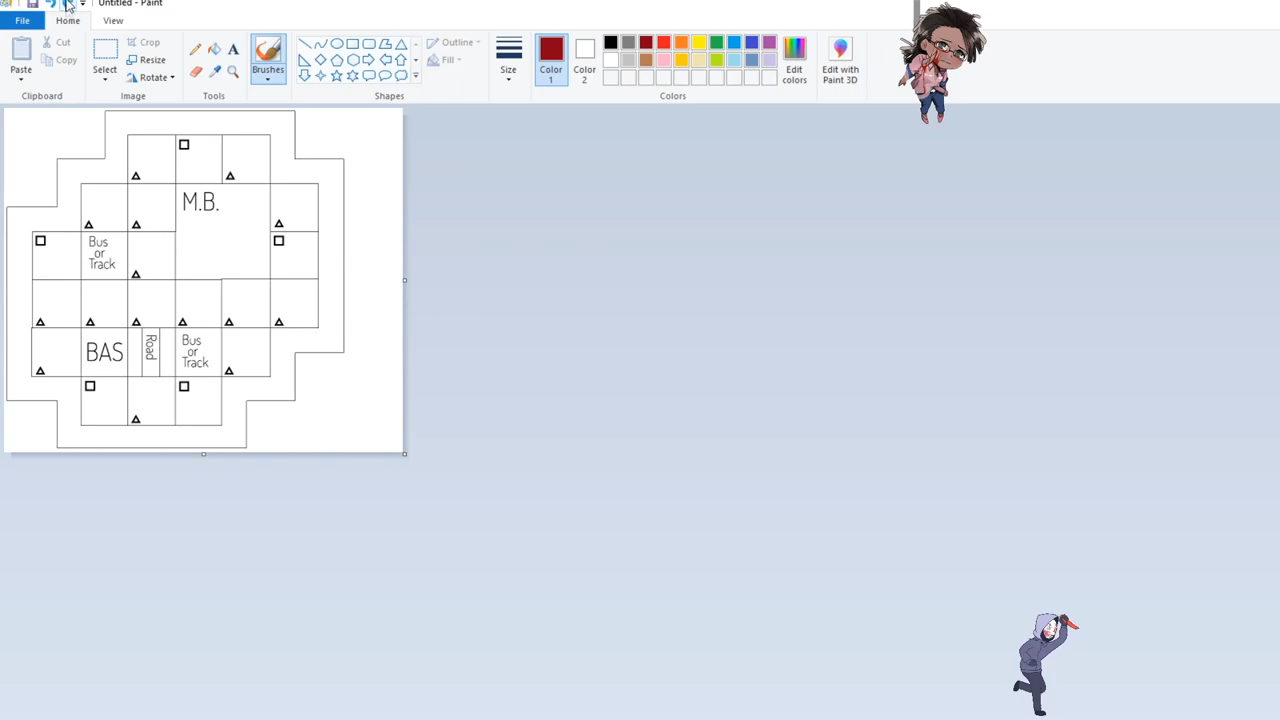 Untitled - Paint
File Home View
Cut
Copy
Paste
Clipboard
Select
Crop
Resize
Rotate
Image
Tools
Brushes
Outline
Fill
Shapes
Size
Color
1
Color
2
Edit
colors
Colors
Edit with
Paint 3D
M.B.
Bus
or
Track
BAS
Road
Bus
or
Track